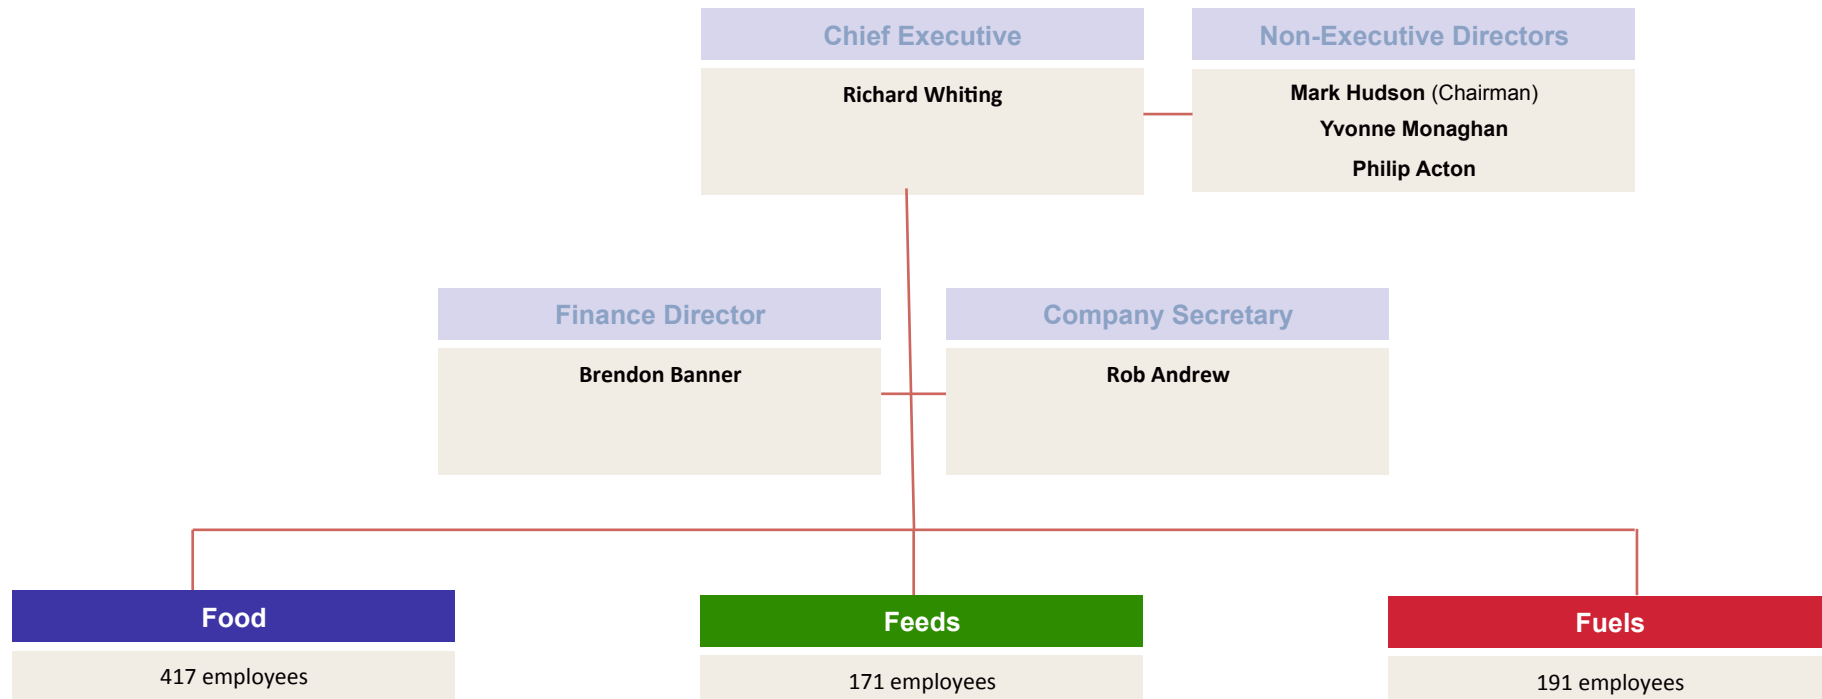 Chief Executive
Non-Executive Directors
Richard Whiting
Mark Hudson (Chairman)
Yvonne Monaghan
Philip Acton
Finance Director
Company Secretary
Brendon Banner
Rob Andrew
Food
Feeds
Fuels
417 employees
171 employees
191 employees